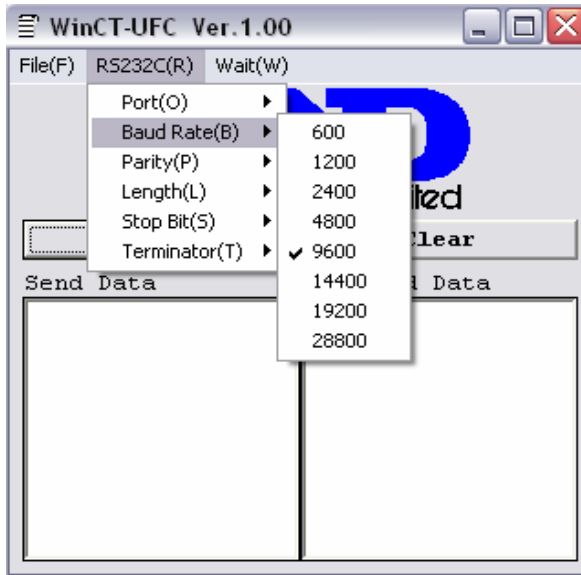 WinCT-UFC Ver.1.00
File(F) RS232C(R) Wait(W)
Port(O)
Baud Rate(B)
Parity(P)
Length(L)
Stop Bit(S)
Terminator(T)
600
1200
2400
4800
9600
14400
19200
28800
Send Data
Data